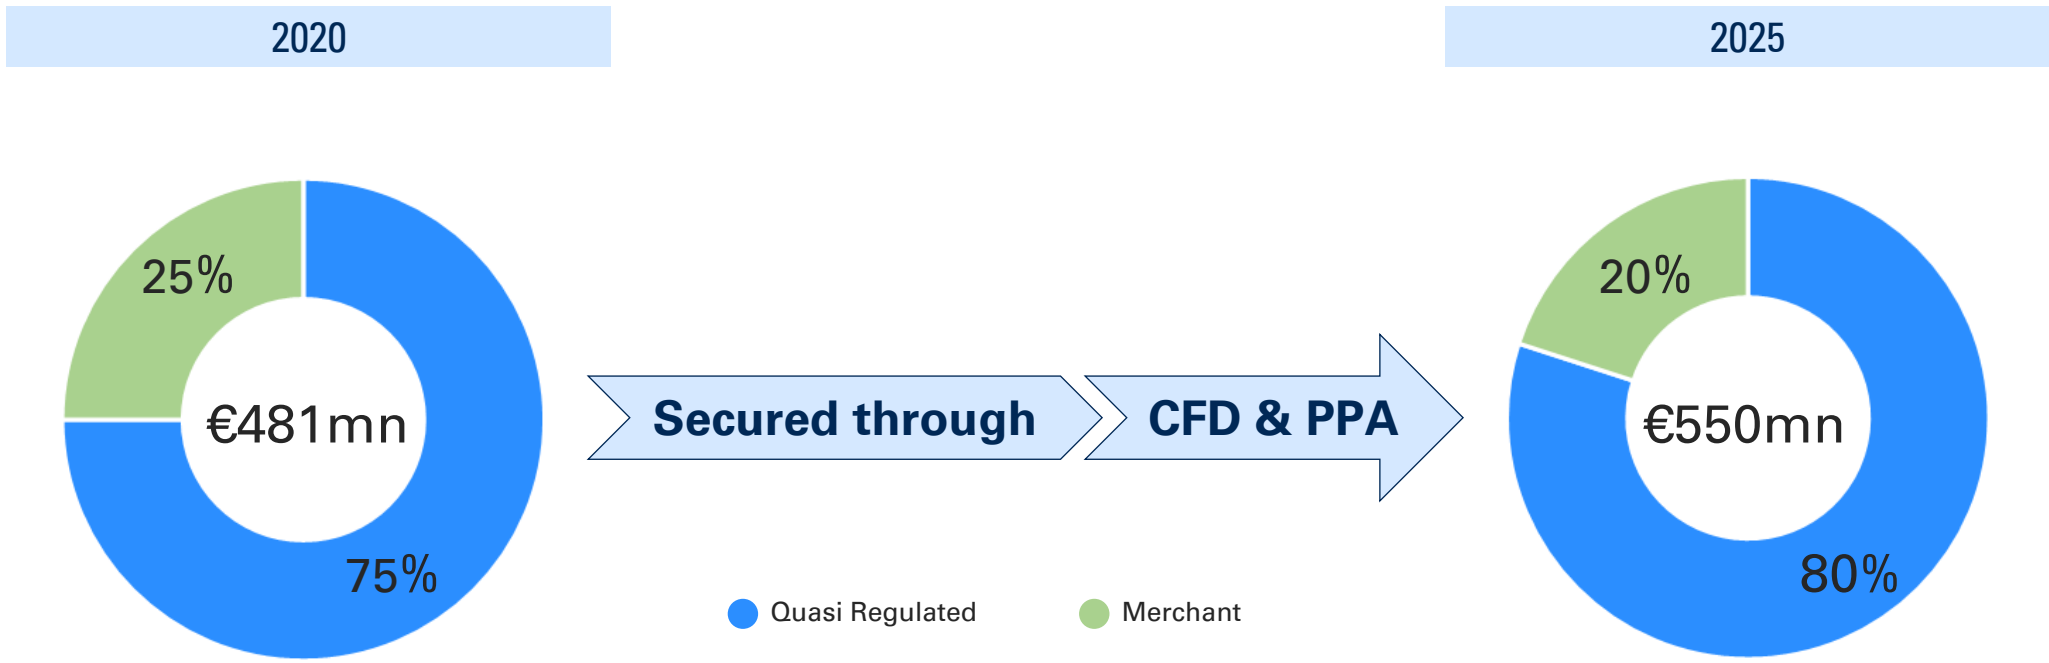 2020
2025
25%
€481mn
75%
Secured through
CFD & PPA
20%
€550mn
80%
Quasi Regulated
Merchant